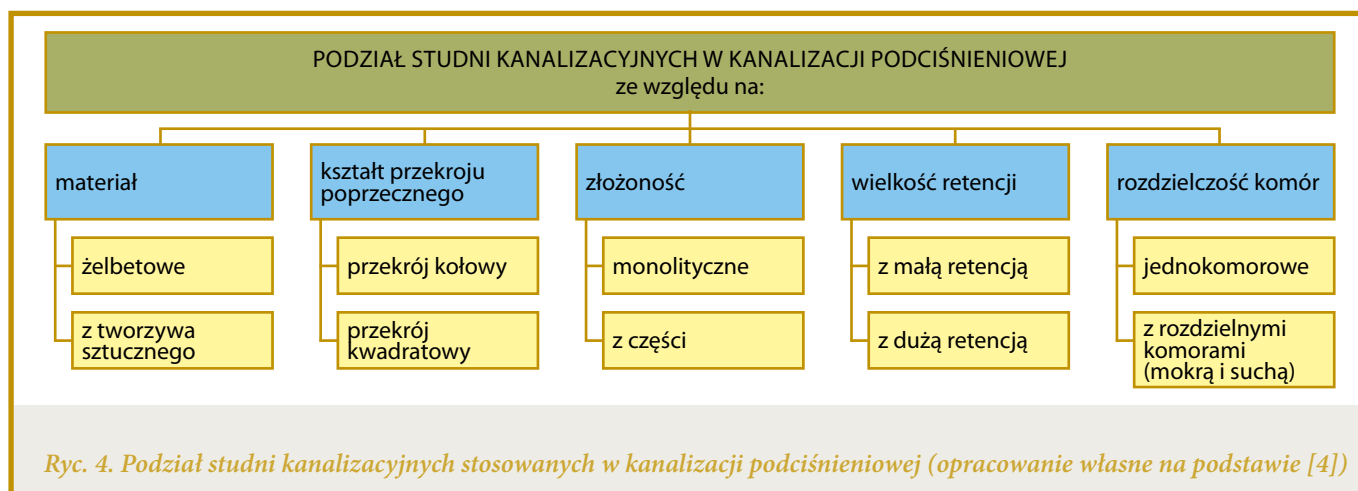 PODZIAŁ STUDNI KANALIZACYJNYCH W KANALIZACJI PODCIŚNIENIOWEJ
ze względu na:
materiał
żelbetowe
z tworzywa
sztucznego
kształt przekroju
poprzecznego
przekrój kołowy
przekrój
kwadratowy
złożoność
monolityczne
z części
wielkość retencji
z małą retencją
z dużą retencją
rozdzielczość komór
jednokomorowe
z rozdzielnymi
komorami
(mokrą i suchą)
Ryc. 4. Podział studni kanalizacyjnych stosowanych w kanalizacji podciśnieniowej (opracowanie własne na podstawie [4])